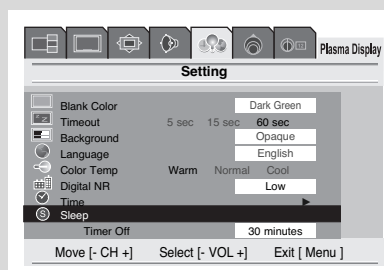 Plasma Display
Setting
Blank Color Dark Green
Timeout 5 sec 15 sec 60 sec
Background Opaque
Language English
Color Temp Warm Normal Cool
Digital NR Low
Time
S Sleep
Timer Off 30 minutes
Move [- CH +] Select [- VOL +] Exit [ Menu ]